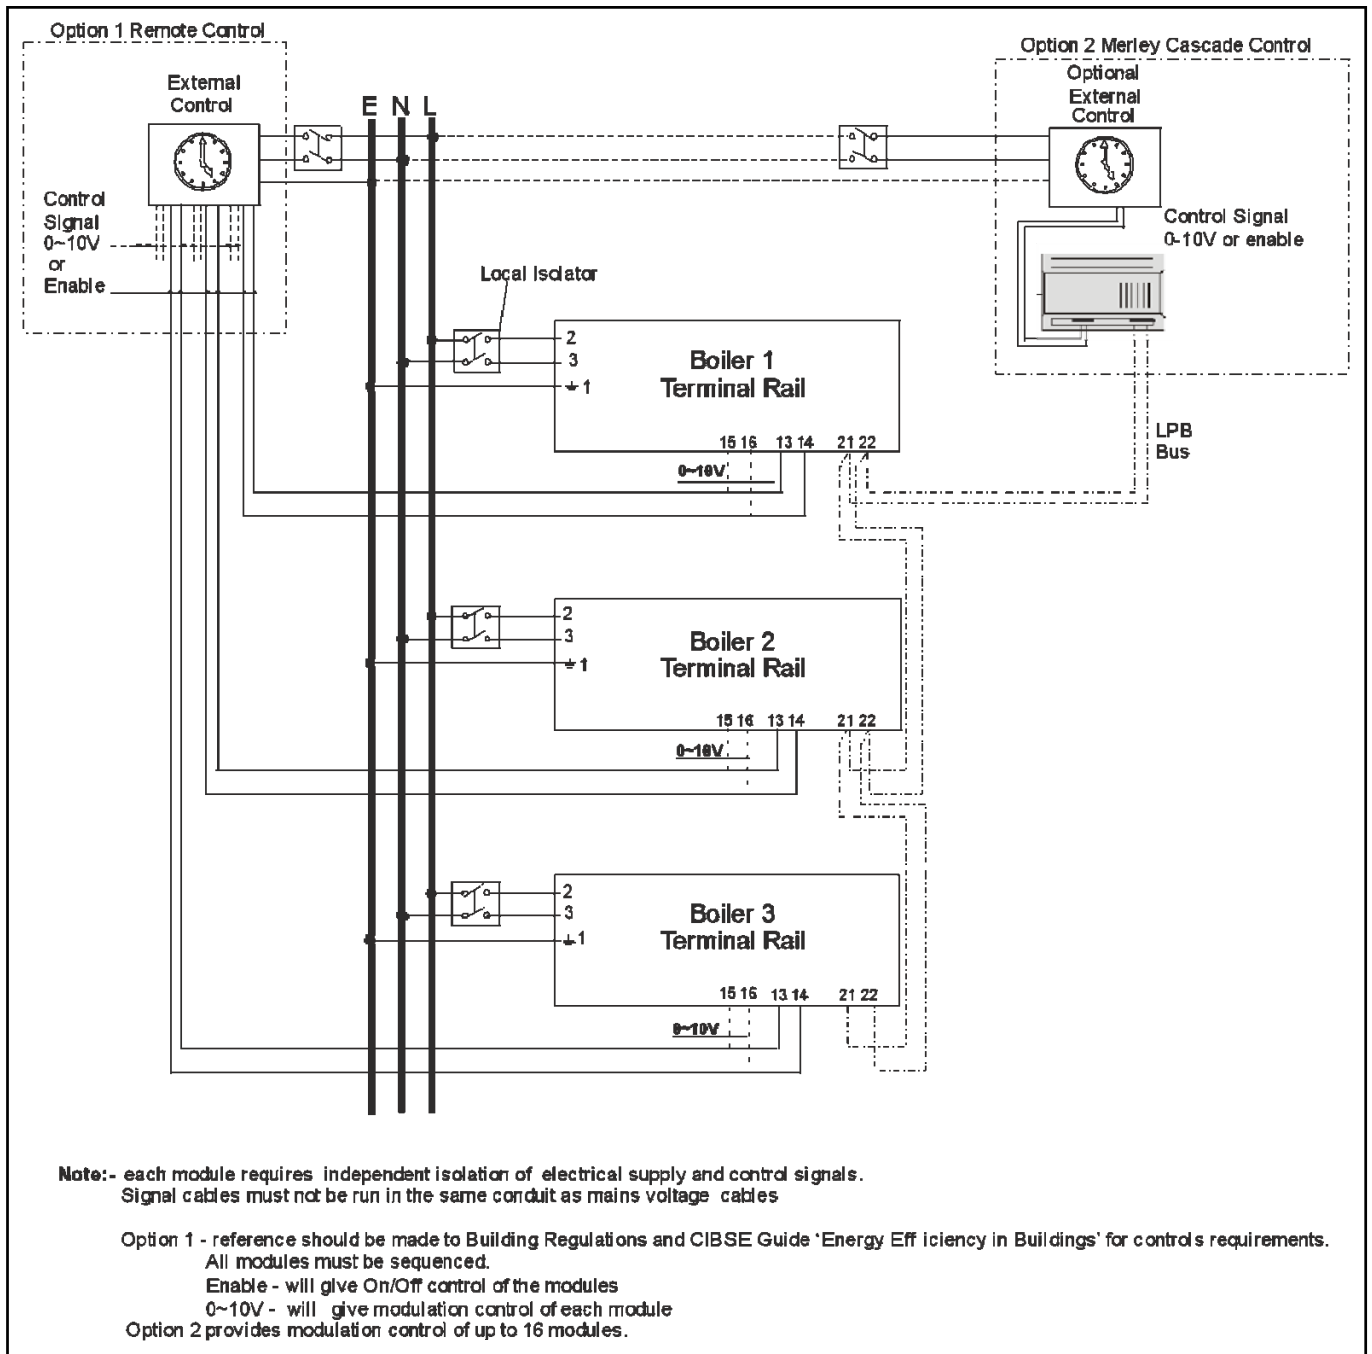 Option 1 Remote Control
Option 2 Merley Cascade Control
External
Control
Optional
External
Control
E N L
Control
Signal
0~10V
or
Enable
Control Signal
0-10V or enable
Local Isolator
2
3
1
Boiler 1
Terminal Rail
15 16 13 14 21 22
0~10V
LPB
Bus
2
3
1
Boiler 2
Terminal Rail
15 16 13 14 21 22
0~10V
2
3
1
Boiler 3
Terminal Rail
15 16 13 14 21 22
0~10V
Note:- each module requires independent isolation of electrical supply and control signals.
Signal cables must not be run in the same conduit as mains voltage cables
Option 1 - reference should be made to Building Regulations and CIBSE Guide 'Energy Eff iciency in Buildings' for controls requirements.
All modules must be sequenced.
Enable - will give On/Off control of the modules
0~10V - will give modulation control of each module
Option 2 provides modulation control of up to 16 modules.